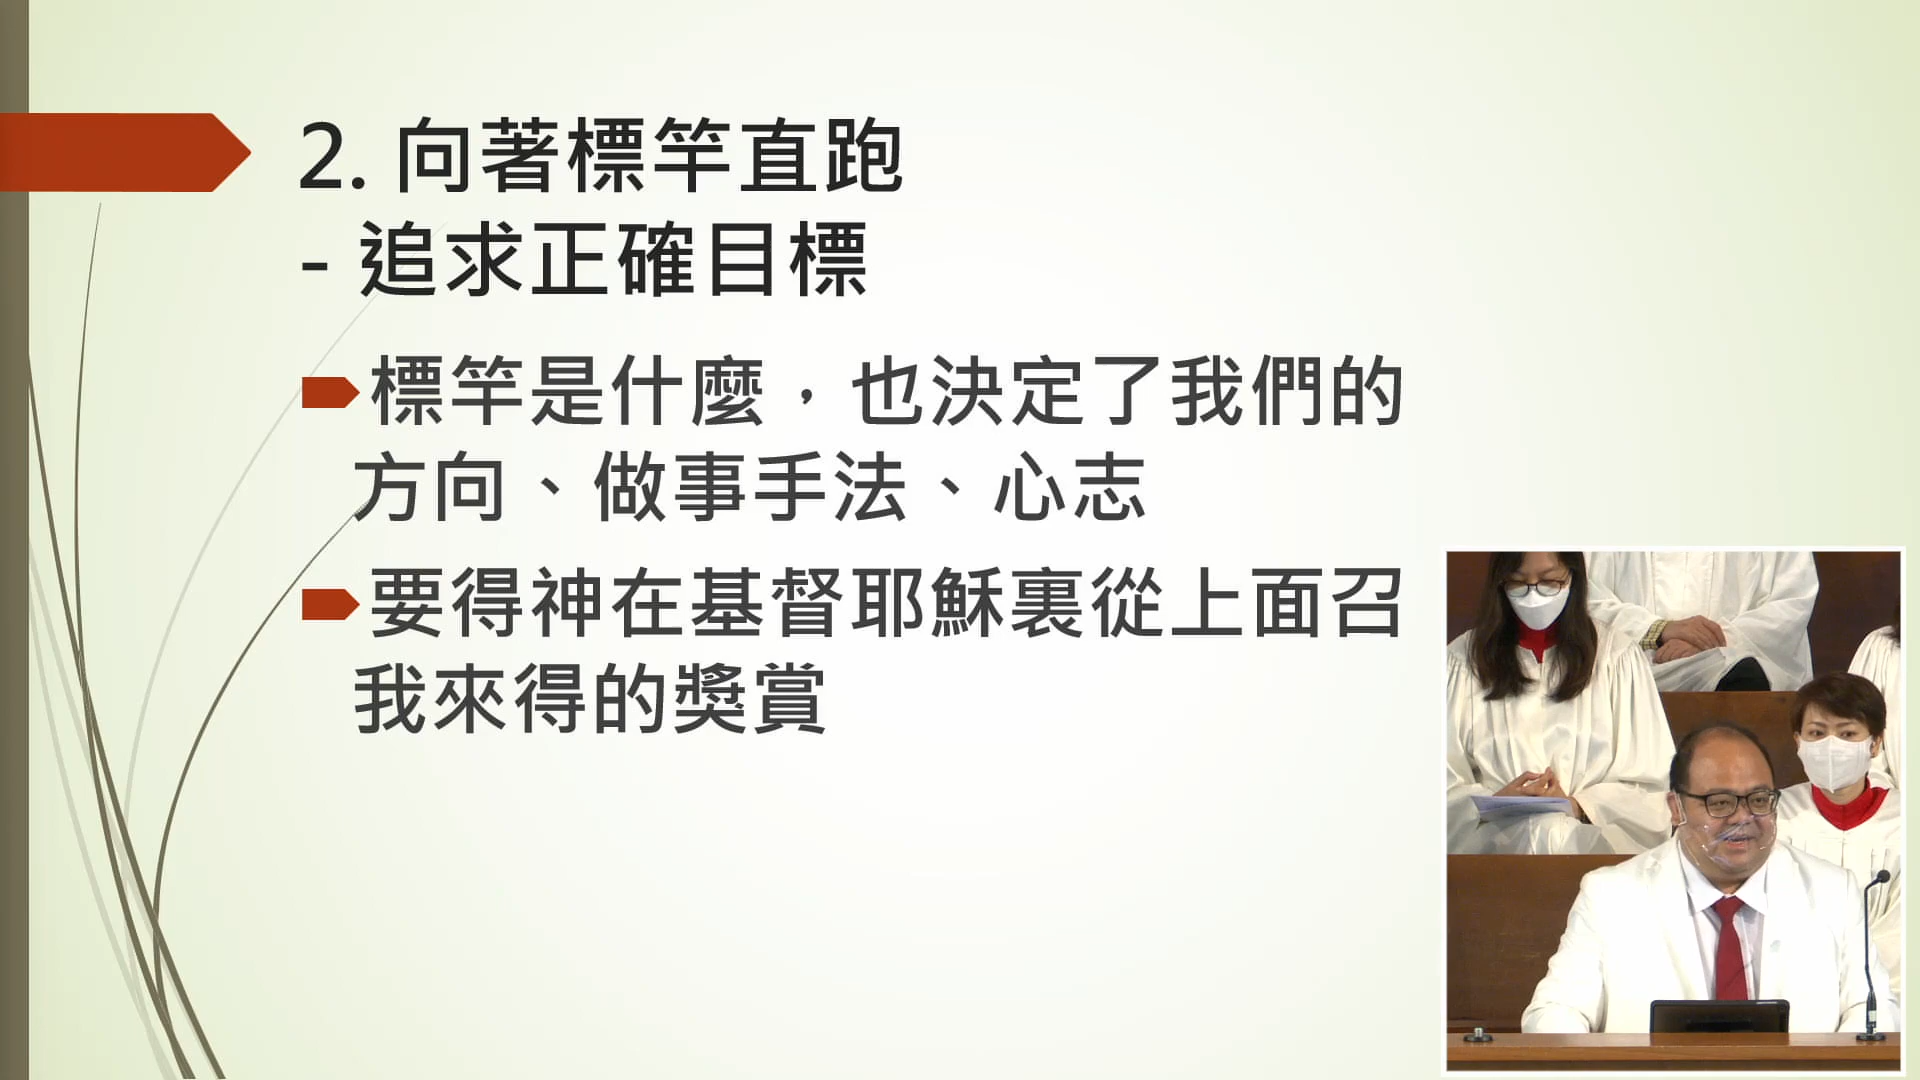 2. 向著標竿直跑
- 追求正確目標
標竿是什麼，也決定了我們的
方向、做事手法、心志
要得神在基督耶穌裏從上面召
我來得的獎賞